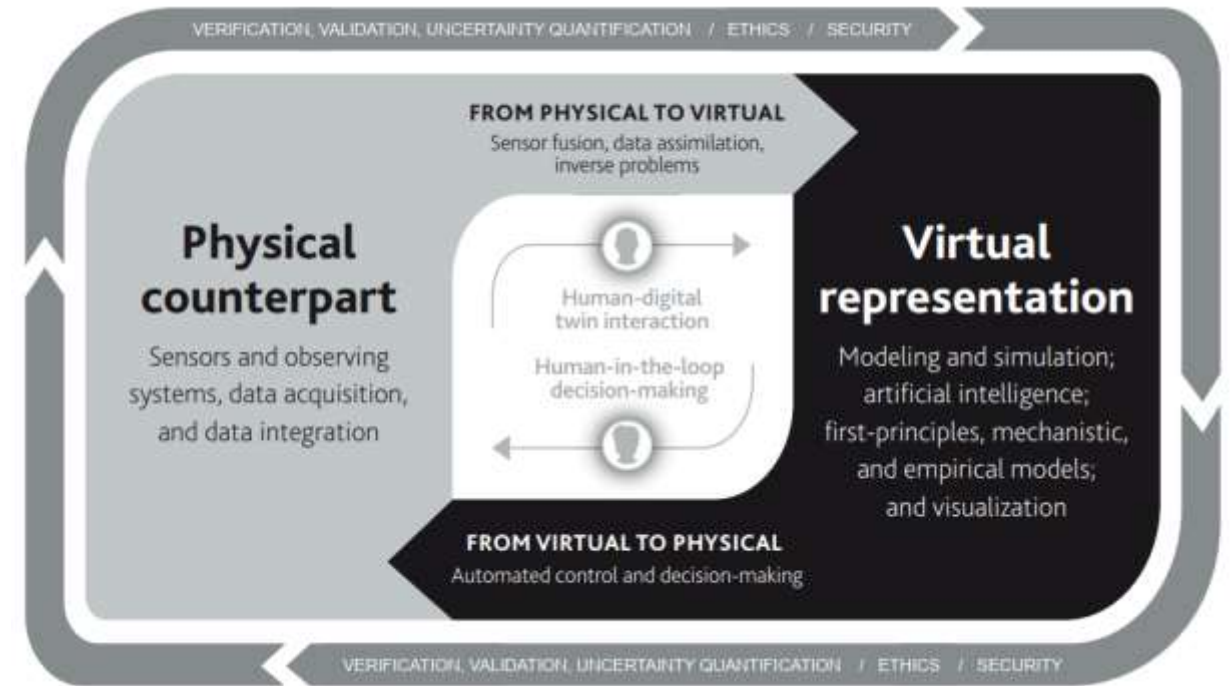 VERIFICATION, VALIDATION, UNCERTAINTY QUANTIFICATION / ETHICS / SECURITY
FROM PHYSICAL TO VIRTUAL
Sensor fusion, data assimilation,
inverse problems
Physical
counterpart
Sensors and observing
systems, data acquisition,
and data integration
Human-digital
twin interaction
Human-in-the-loop
decision-making
Virtual
representation
Modeling and simulation;
artificial intelligence;
first-principles, mechanistic,
and empirical models;
and visualization
FROM VIRTUAL TO PHYSICAL
Automated control and decision-making
VERIFICATION, VALIDATION, UNCERTAINTY QUANTIFICATION / ETHICS / SECURITY